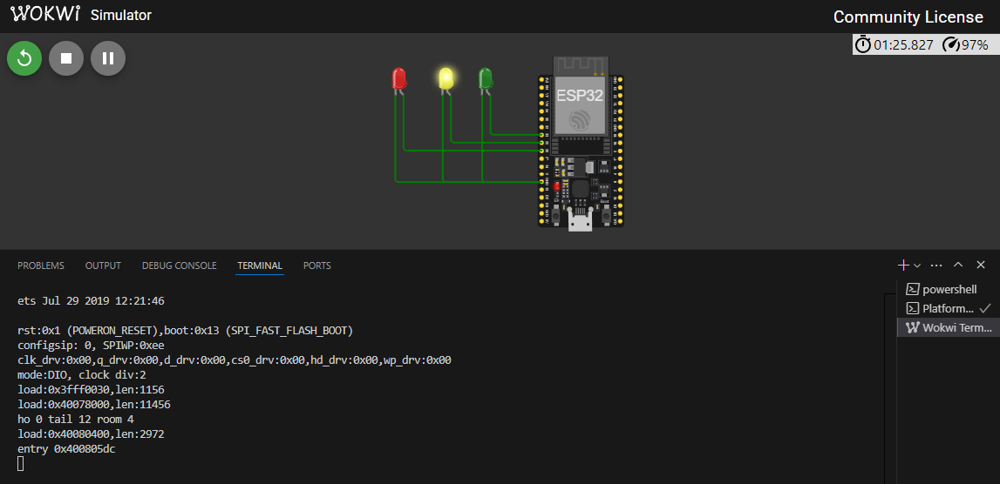 WOKWi Simulator
Community License
01:25.827 97%
ESP32
PROBLEMS OUTPUT DEBUG CONSOLE TERMINAL PORTS
powershell
Platform...
Wokwi Term...
ets Jul 29 2019 12:21:46
rst:0x1 (POWERON_RESET),boot:0x13 (SPI_FAST_FLASH_BOOT)
configsip: 0, SPIWP:0xee
clk_drv:0x00,q_drv:0x00,d_drv:0x00,cs0_drv:0x00,hd_drv:0x00,wp_drv:0x00
mode:DIO, clock div:2
load:0x3fff0030,len:1156
load:0x40078000,len:11456
ho 0 tail 12 room 4
load:0x40080400,len:2972
entry 0x400805dc